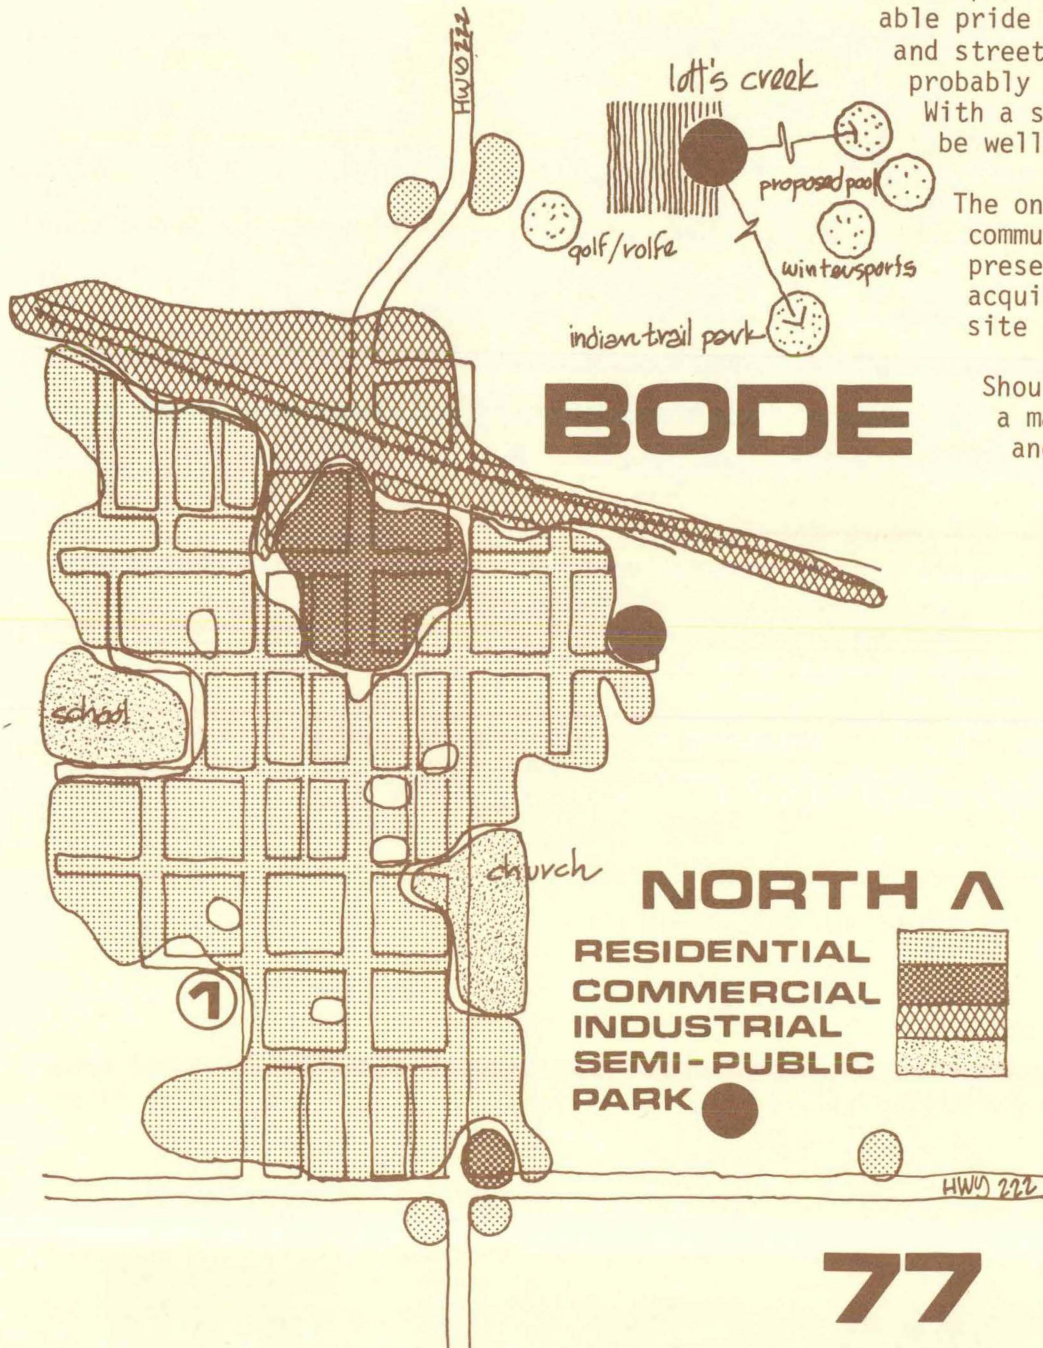 able pride
and street
probably
With a s
be well
The on
commu
prese
acqui
site
Shou
a ma
and
HWY 222
lott's creek
proposed pool
golf/rolfe
wintersports
indian trail park
BODE
school
church
NORTH Λ
RESIDENTIAL
COMMERCIAL
INDUSTRIAL
SEMI-PUBLIC
PARK
1
HWY 222
77